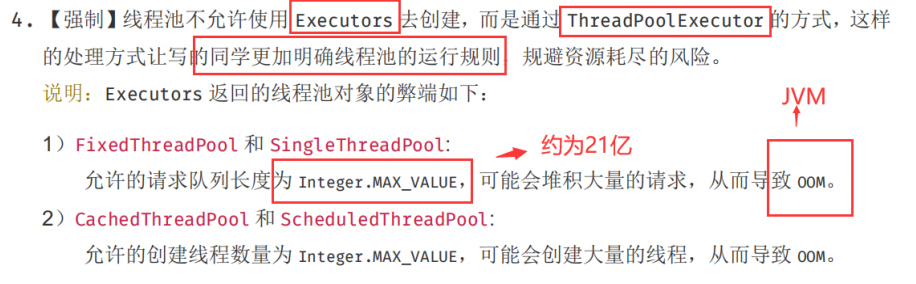 JVM
4. 【强制】线程池不允许使用 Executors 去创建，而是通过 ThreadPoolExecutor 的方式，这样
的处理方式让写的同学更加明确线程池的运行规则，规避资源耗尽的风险。
说明：Executors 返回的线程池对象的弊端如下：
1）FixedThreadPool 和 SingleThreadPool:
约为21亿
允许的请求队列长度为 Integer.MAX_VALUE，可能会堆积大量的请求，从而导致 OOM。
2）CachedThreadPool 和 ScheduledThreadPool:
允许的创建线程数量为 Integer.MAX_VALUE，可能会创建大量的线程，从而导致 OOM。